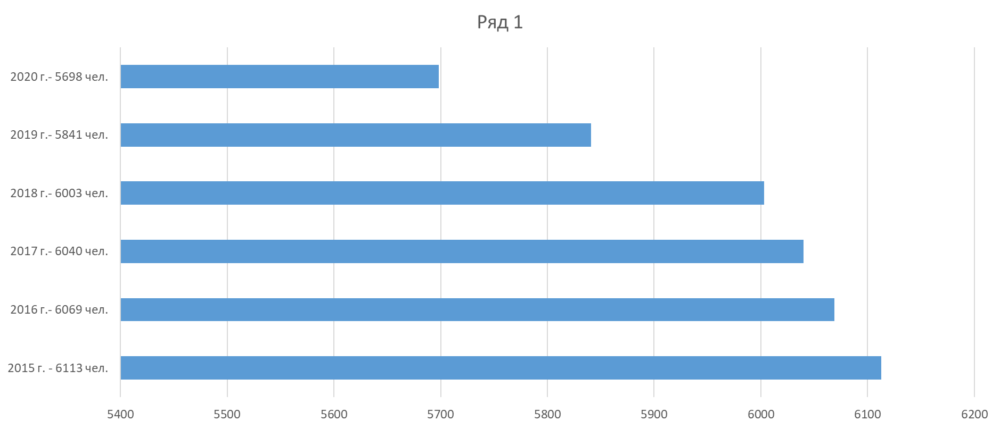 Ряд 1
2020 г.- 5698 чел.
2019 г.- 5841 чел.
2018 г.- 6003 чел.
2017 г.- 6040 чел.
2016 г.- 6069 чел.
2015 г. - 6113 чел.
5400 5500 5600 5700 5800 5900 6000 6100 6200